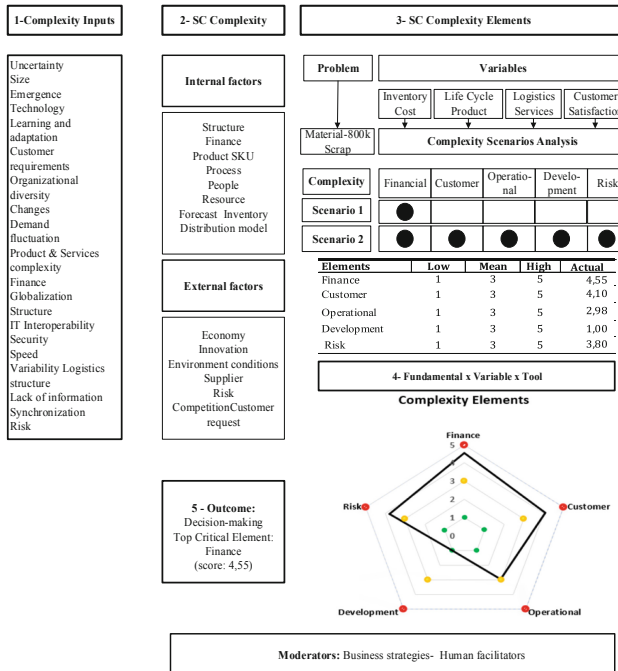 1-Complexity Inputs
Uncertainty
Size
Emergence
Technology
Learning and
adaptation
Customer
requirements
Organizational
diversity
Changes
Demand
fluctuation
Product & Services
complexity
Finance
Globalization
Structure
IT Interoperability
Security
Speed
Variability Logistics
structure
Lack of information
Synchronization
Risk
2- SC Complexity
Internal factors
Structure
Finance
Product SKU
Process
People
Resource
Forecast Inventory
Distribution model
External factors
Economy
Innovation
Environment conditions
Supplier
Risk
CompetitionCustomer
request
3- SC Complexity Elements
Problem
Variables
Inventory
Cost
Life Cycle
Product
Logistics
Services
Customer
Satisfaction
Material-800k
Scrap
Complexity Scenarios Analysis
Complexity Financial Customer Operatio-
nal Develo-
pment Risk
Scenario 1
Scenario 2
Elements Low Mean High Actual
Finance 1 3 5 4,55
Customer 1 3 5 4,10
Operational 1 3 5 2,98
Development 1 3 5 1,00
Risk 1 3 5 3,80
4- Fundamental x Variable x Tool
Complexity Elements
Finance
5
4
3
2
1
0
Risk
Customer
Development
Operational
5 - Outcome:
Decision-making
Top Critical Element:
Finance
(score: 4,55)
Moderators: Business strategies- Human facilitators